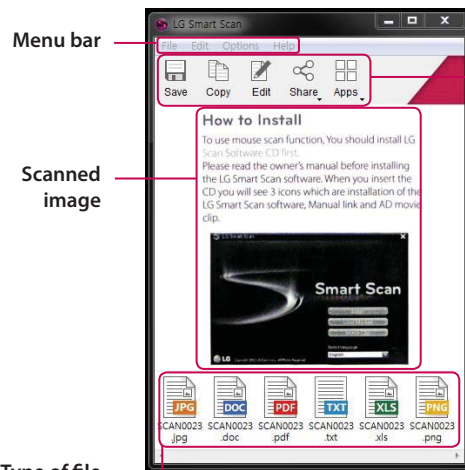 LG Smart Scan
Menu bar
File Edit Options Help
Save Copy Edit Share Apps
How to Install
To use mouse scan function, You should install LG
Scan Software CD first.
Please read the owner's manual before installing
the LG Smart Scan software. When you insert the
CD you will see 3 icons which are installation of the
LG Smart Scan software, Manual link and AD movie
clip.
Scanned
image
LG Smart Scan
Smart Scan
English
LG
JPG DOC PDF TXT XLS PNG
SCAN0023 SCAN0023 SCAN0023 SCAN0023 SCAN0023 SCAN0023
.jpg .doc .pdf .txt .xls .png
Type of file